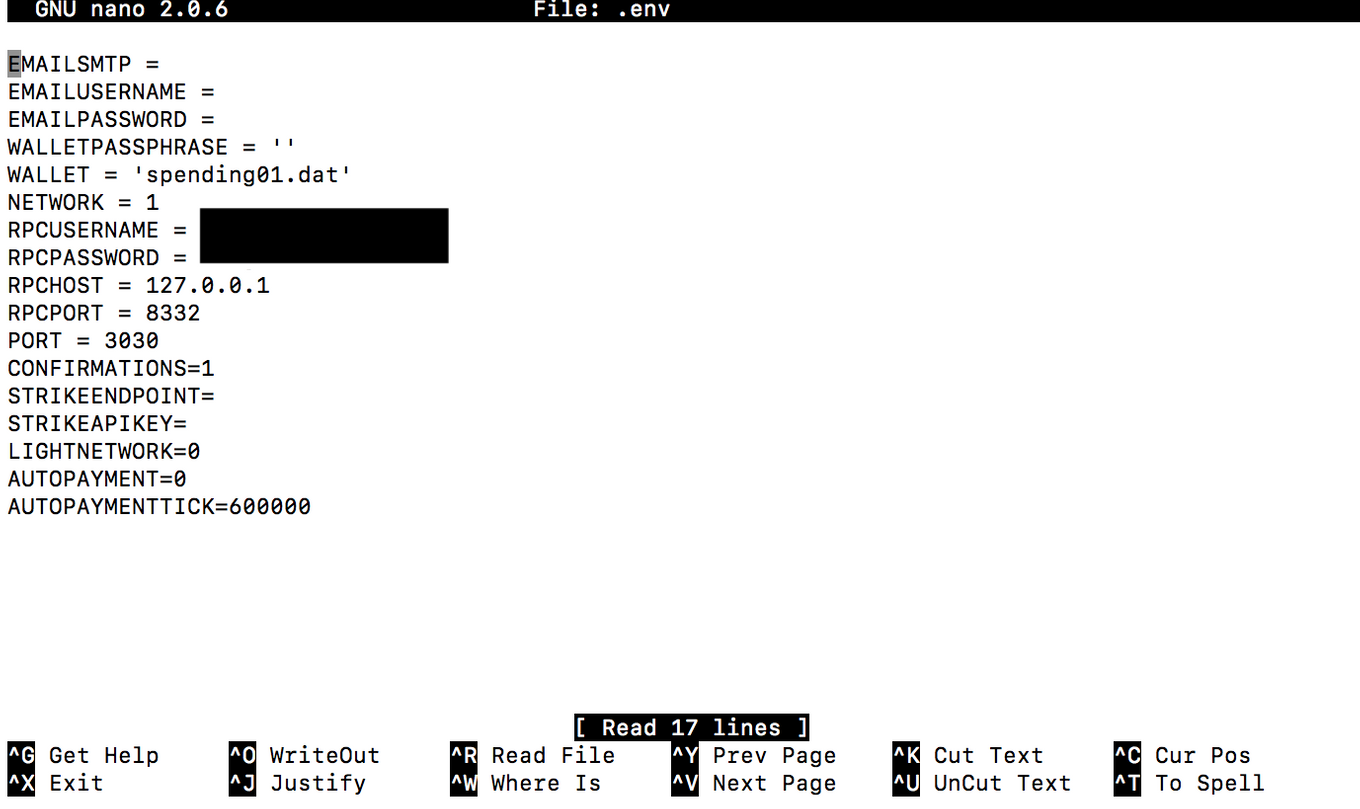 GNU nano 2.0.6 File: .env
EMAILSMTP =
EMAILUSERNAME =
EMAILPASSWORD =
WALLETPASSPHRASE = ''
WALLET = 'spending01.dat'
NETWORK = 1
RPCUSERNAME =
RPCPASSWORD =
RPCHOST = 127.0.0.1
RPCPORT = 8332
PORT = 3030
CONFIRMATIONS=1
STRIKEENDPOINT=
STRIKEAPIKEY=
LIGHTNETWORK=0
AUTOPAYMENT=0
AUTOPAYMENTTICK=600000
[ Read 17 lines ]
^G Get Help ^O WriteOut ^R Read File ^Y Prev Page ^K Cut Text ^C Cur Pos
^X Exit ^J Justify ^W Where Is ^V Next Page ^U UnCut Text ^T To Spell